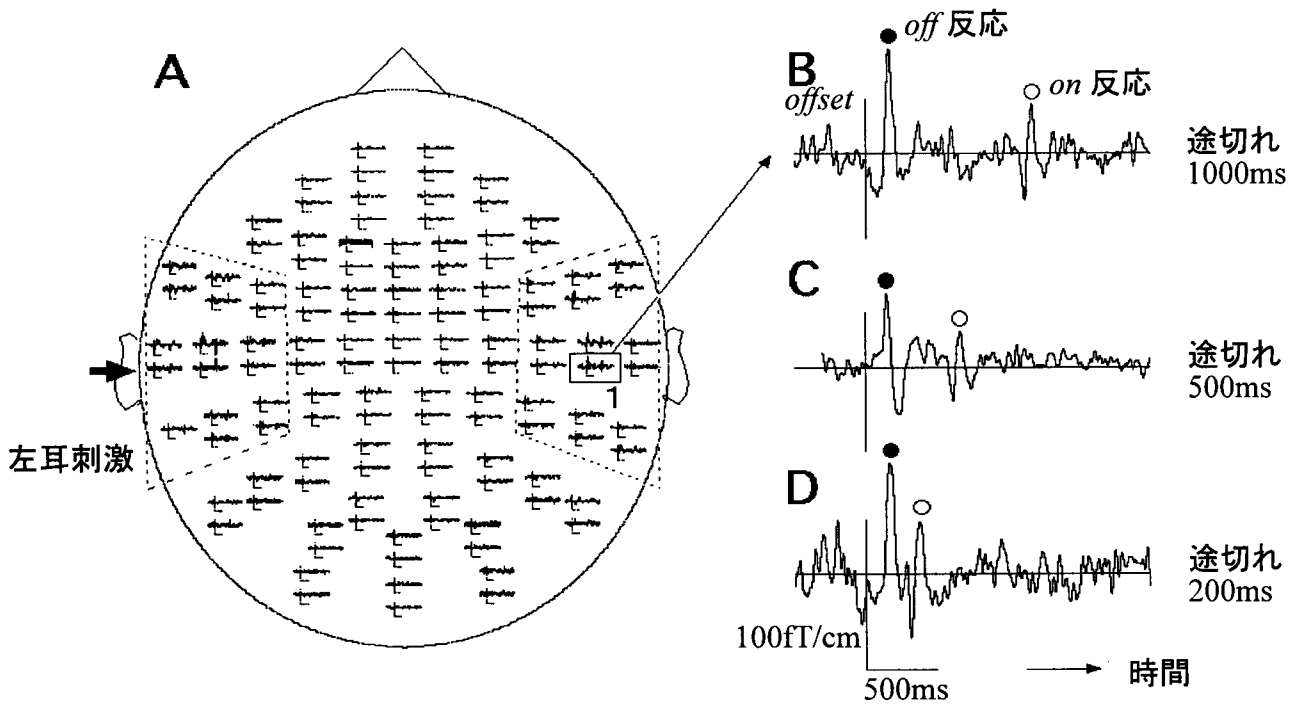 A
左耳刺激
1
B
offset
● off 反応
○ on 反応
途切れ
1000ms
C
途切れ
500ms
D
途切れ
200ms
100fT/cm
500ms
時間